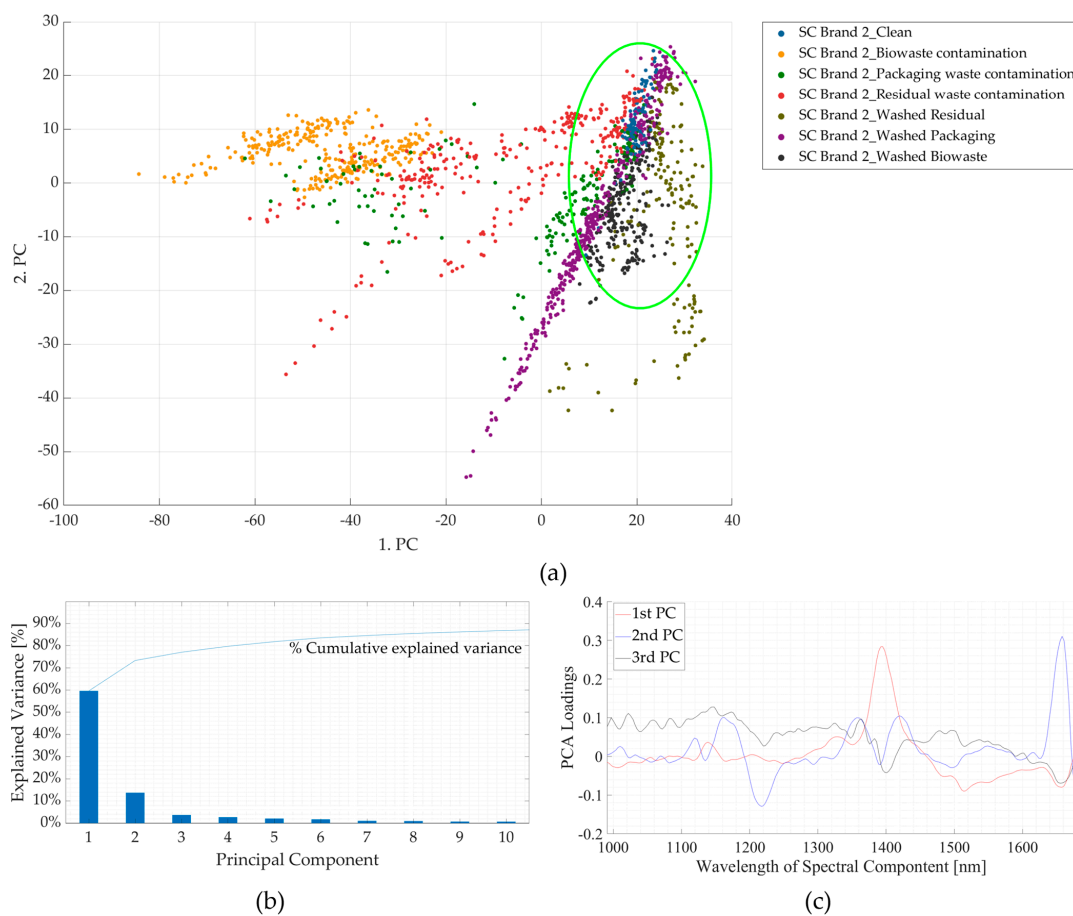 30
20
10
0
-10
-20
-30
-40
-50
-60
2. PC
-100
-80
-60
-40
-20
0
20
40
1. PC
SC Brand 2_Clean
SC Brand 2_Biowaste contamination
SC Brand 2_Packaging waste contamination
SC Brand 2_Residual waste contamination
SC Brand 2_Washed Residual
SC Brand 2_Washed Packaging
SC Brand 2_Washed Biowaste
(a)
90%
80%
70%
60%
50%
40%
30%
20%
10%
0%
Explained Variance [%]
% Cumulative explained variance
1 2 3 4 5 6 7 8 9 10
Principal Component
(b)
0.4
0.3
0.2
0.1
0
-0.1
-0.2
PCA Loadings
1st PC
2nd PC
3rd PC
1000 1100 1200 1300 1400 1500 1600
Wavelength of Spectral Compontent [nm]
(c)